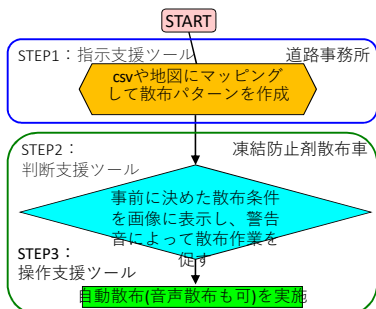 START
STEP1：指示支援ツール
道路事務所
csvや地図にマッピング
して散布パターンを作成
STEP2：
判断支援ツール
凍結防止剤散布車
事前に決めた散布条件
を画像に表示し、警告
音によって散布作業を
促す
STEP3：
操作支援ツール
自動散布(音声散布も可)を実施